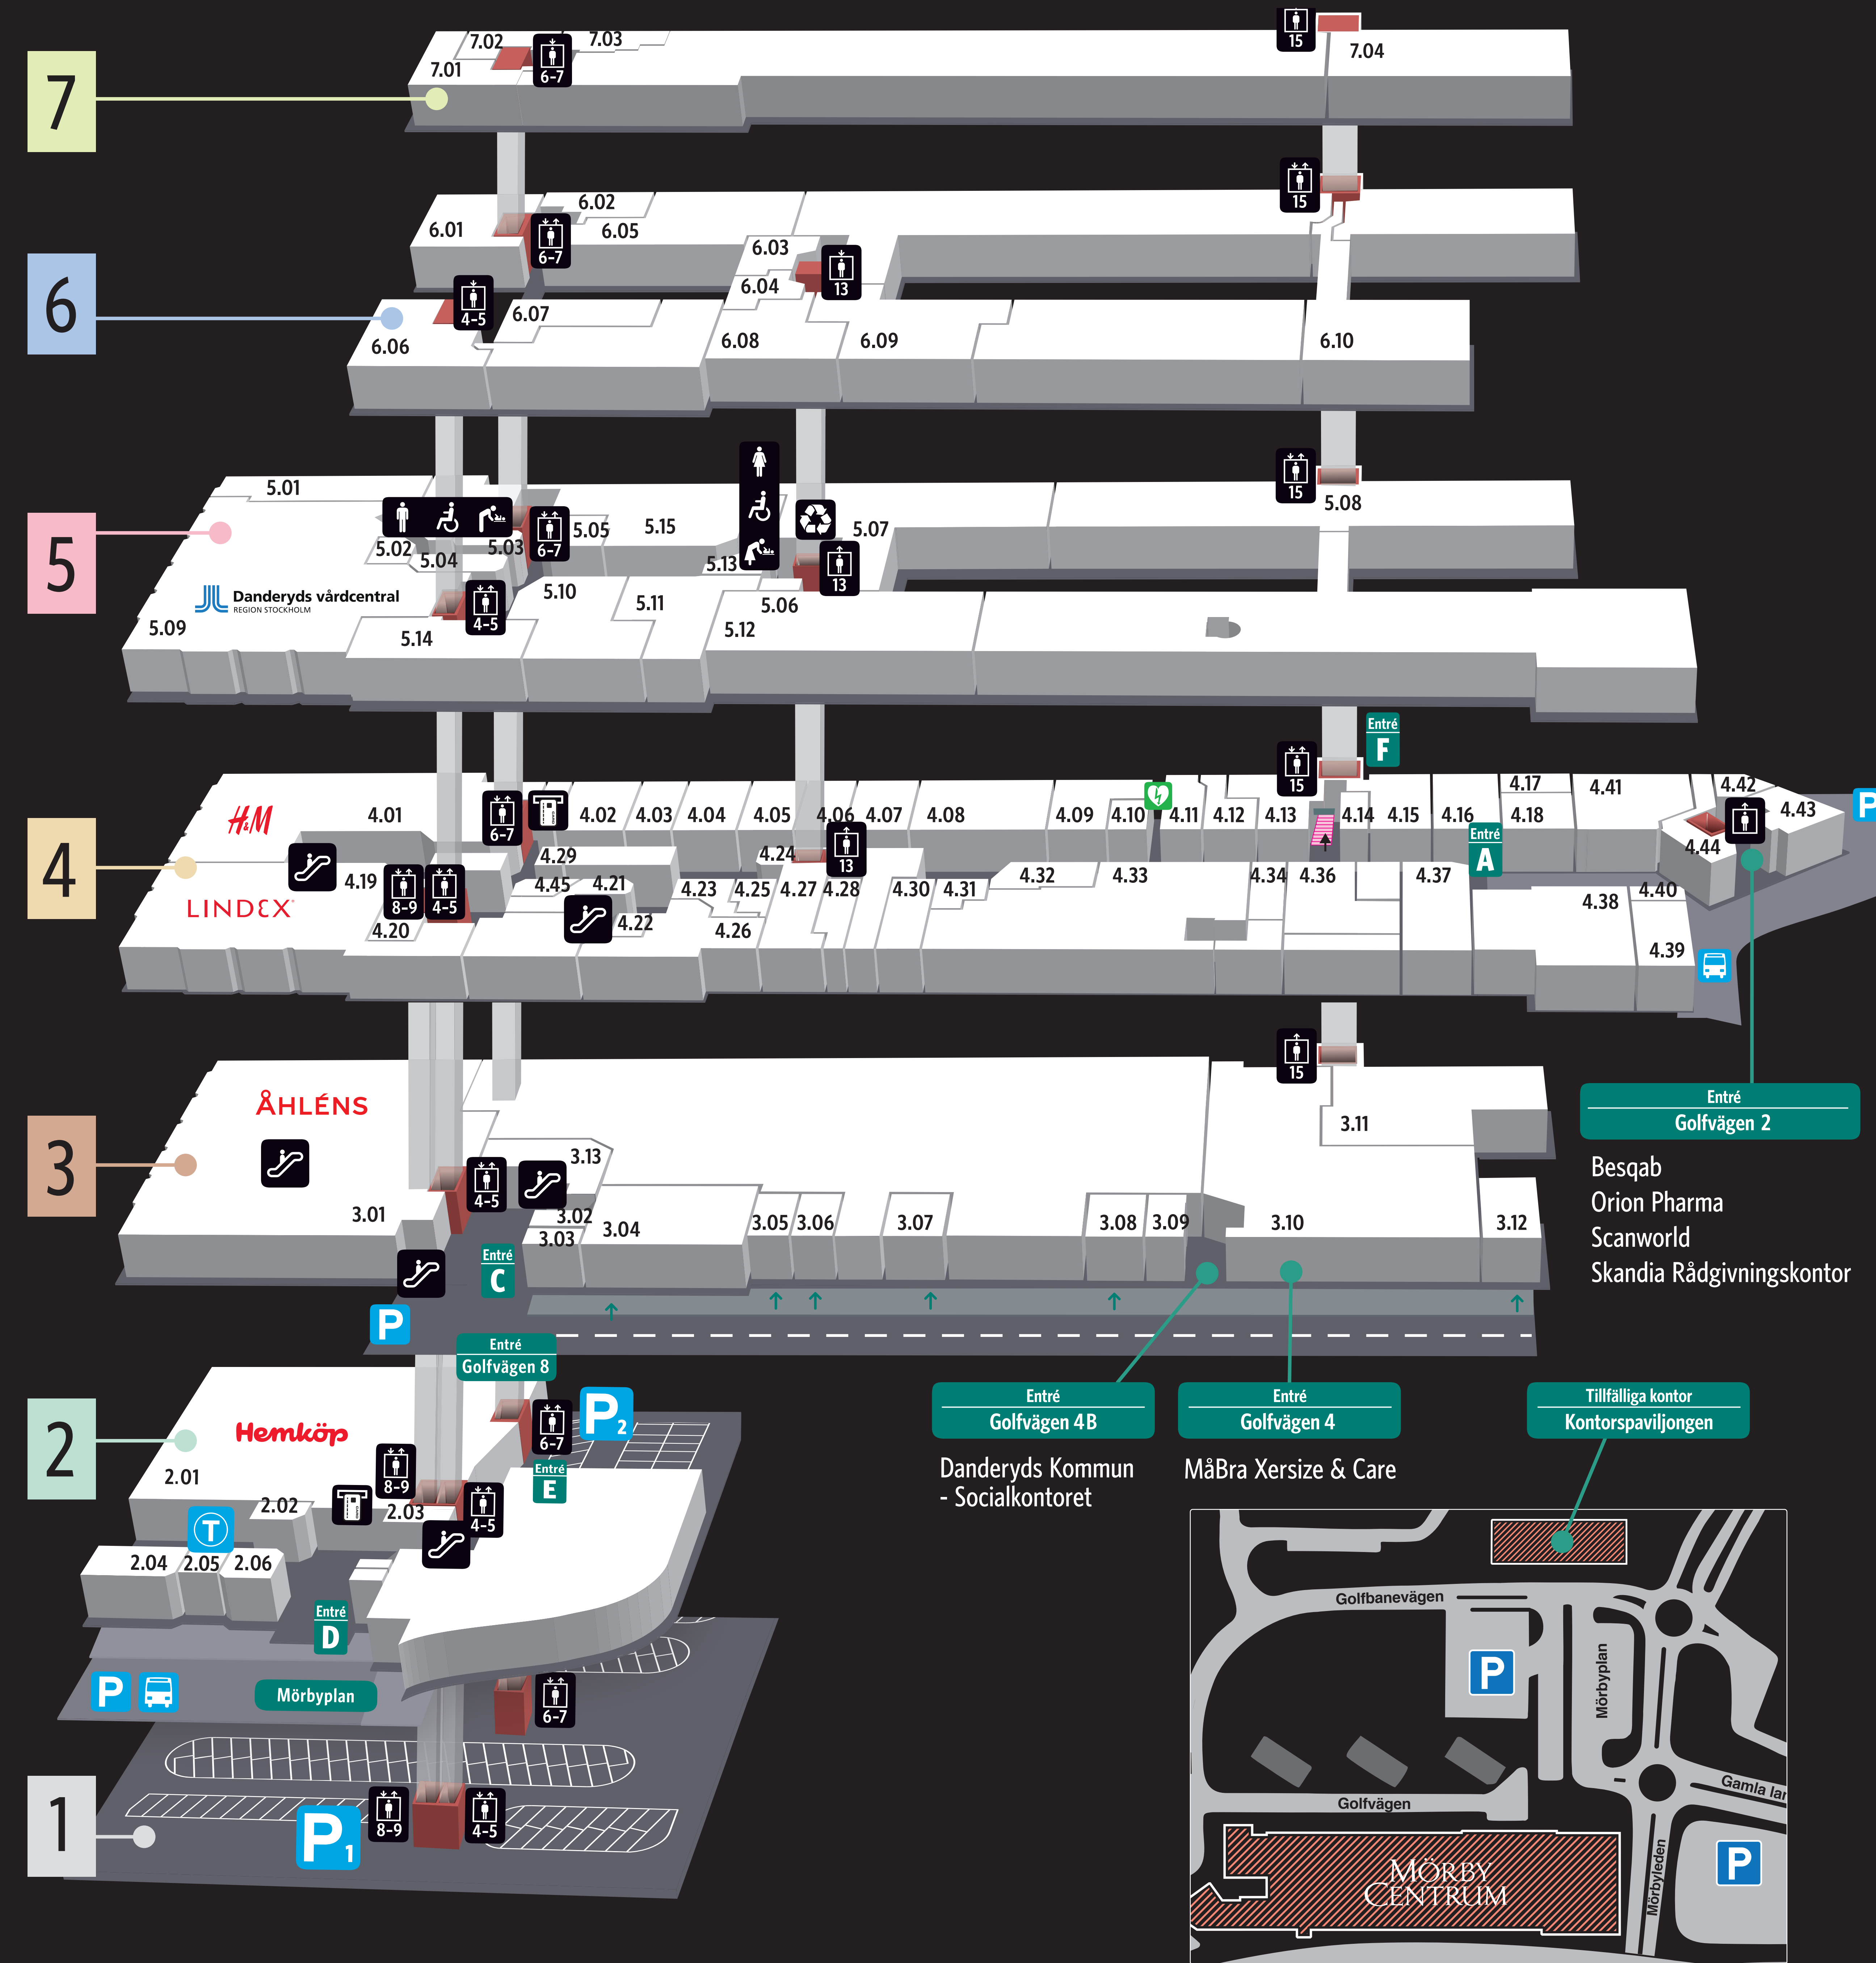 7
7.02
7.03
7.01
6-7
15
7.04
6
15
6.02
6.01
6.05
6-7
6.03
6.04
13
4-5
6.07
6.06
6.08
6.09
6.10
5
5.01
15
5.08
5.02
5.03
5.04
6-7
5.05
5.15
5.13
5.07
13
Danderyds vårdcentral
REGION STOCKHOLM
5.09
5.14
4-5
5.10
5.11
5.06
5.12
Entré
F
4
H&M
4.01
6-7
4.02
4.03
4.04
4.05
4.06
4.07
4.08
4.09
4.10
4.11
4.12
4.13
15
4.14
4.15
4.16
4.17
4.18
4.41
4.42
4.43
4.44
P
Entré
A
LINDEX
4.19
8-9
4-5
4.20
4.29
4.45
4.21
4.22
4.23
4.24
13
4.25
4.26
4.27
4.28
4.30
4.31
4.32
4.33
4.34
4.36
4.37
4.38
4.40
4.39
3
ÅHLÉNS
15
3.11
3.13
4-5
3.01
3.02
3.03
3.04
3.05
3.06
3.07
3.08
3.09
3.10
3.12
Entré
C
P
Entré
Golfvägen 2
Besqab
Orion Pharma
Scanworld
Skandia Rådgivningskontor
Entré
Golfvägen 8
Entré
Golfvägen 4B
Danderyds Kommun
- Socialkontoret
Entré
Golfvägen 4
MåBra Xersize & Care
Tillfälliga kontor
Kontorspaviljongen
2
Hemköp
P2
6-7
2.01
8-9
Entré
E
2.02
2.03
4-5
T
2.04
2.05
2.06
Entré
D
P
Mörbyplan
6-7
1
8-9
4-5
P1
Golfbanevägen
P
Mörbyplan
Golfvägen
Gamla lan
Mörbyleden
P
MÖRBY
CENTRUM